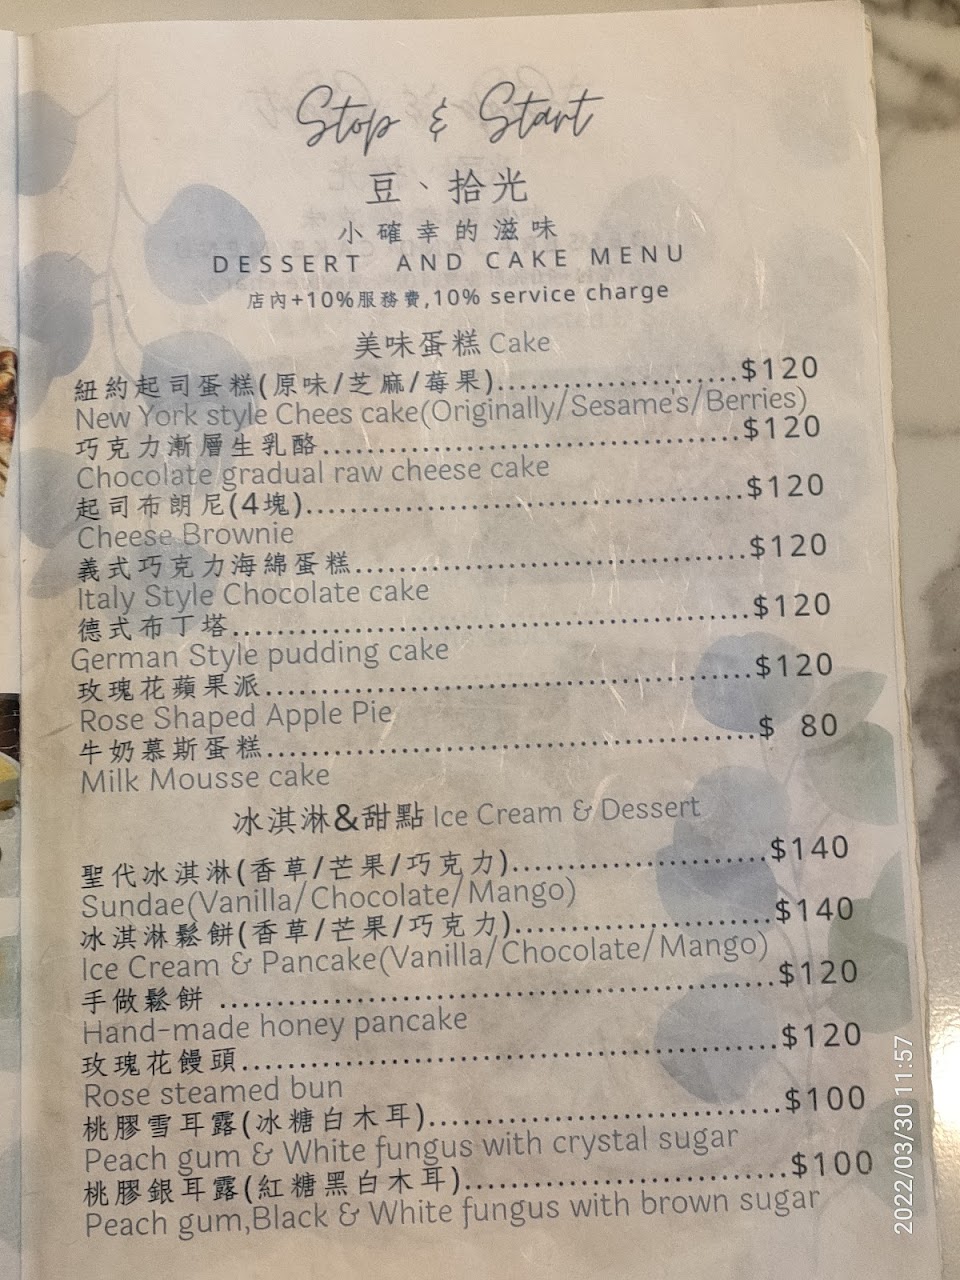 Stop & Start
豆、拾光
小確幸的滋味
DESSERT AND CAKE MENU
店內+10%服務費,10% service charge
美味蛋糕 Cake
紐約起司蛋糕(原味/芝麻/莓果)..........................$120
New York style Chees cake(Originally/Sesame's/Berries)
巧克力漸層生乳酪..........................................$120
Chocolate gradual raw cheese cake
起司布朗尼(4塊)............................................$120
Cheese Brownie
義式巧克力海綿蛋糕.......................................$120
Italy Style Chocolate cake
德式布丁塔...................................................$120
German Style pudding cake
玫瑰花蘋果派................................................$120
Rose Shaped Apple Pie
牛奶慕斯蛋糕................................................$ 80
Milk Mousse cake
冰淇淋&甜點 Ice Cream & Dessert
聖代冰淇淋(香草/芒果/巧克力)..........................$140
Sundae(Vanilla/Chocolate/Mango)
冰淇淋鬆餅(香草/芒果/巧克力)..........................$140
Ice Cream & Pancake(Vanilla/Chocolate/Mango)
手做鬆餅 ......................................................$120
Hand-made honey pancake
玫瑰花饅頭...................................................$120
Rose steamed bun
桃膠雪耳露(冰糖白木耳)...................................$100
Peach gum & White fungus with crystal sugar
桃膠銀耳露(紅糖黑白木耳)................................$100
Peach gum,Black & White fungus with brown sugar
2022/03/30 11:57